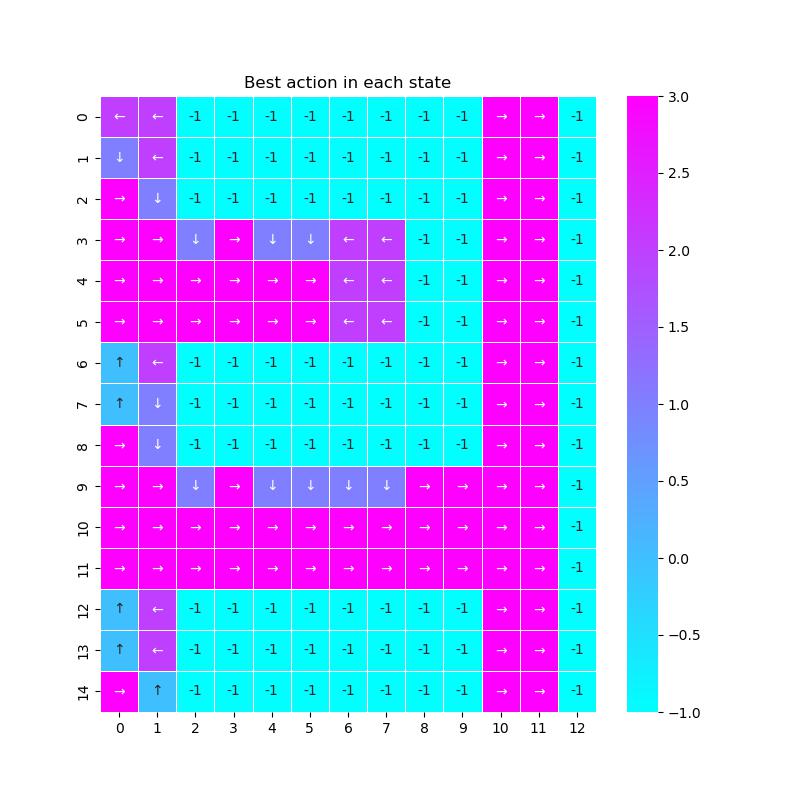 Best action in each state
0 ← ← -1 -1 -1 -1 -1 -1 -1 -1 → → -1
1 ↓ ← -1 -1 -1 -1 -1 -1 -1 -1 → → -1
2 → ↓ -1 -1 -1 -1 -1 -1 -1 -1 → → -1
3 → → ↓ → ↓ ↓ ← ← -1 -1 → → -1
4 → → → → → → ← ← -1 -1 → → -1
5 → → → → → → ← ← -1 -1 → → -1
6 ↑ ← -1 -1 -1 -1 -1 -1 -1 -1 → → -1
7 ↑ ↓ -1 -1 -1 -1 -1 -1 -1 -1 → → -1
8 → ↓ -1 -1 -1 -1 -1 -1 -1 -1 → → -1
9 → → ↓ → ↓ ↓ ↓ ↓ → → → → -1
10 → → → → → → → → → → → → -1
11 → → → → → → → → → → → → -1
12 ↑ ← -1 -1 -1 -1 -1 -1 -1 -1 → → -1
13 ↑ ← -1 -1 -1 -1 -1 -1 -1 -1 → → -1
14 → ↑ -1 -1 -1 -1 -1 -1 -1 -1 → → -1
0 1 2 3 4 5 6 7 8 9 10 11 12
3.0
2.5
2.0
1.5
1.0
0.5
0.0
−0.5
−1.0